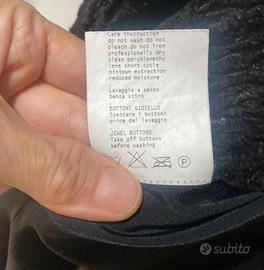 Care instruction
do not wash do not
bleach do not iron
professionally dry
clean perchlorethy
lene short cycle
minimum extraction
reduced moisture
Lavaggio a secco
Senza stiro
BOTTONE GIOIELLO
Staccare i bottoni
prima del lavaggio
JEWEL BUTTONS
Take off buttons
before washing
P
subito